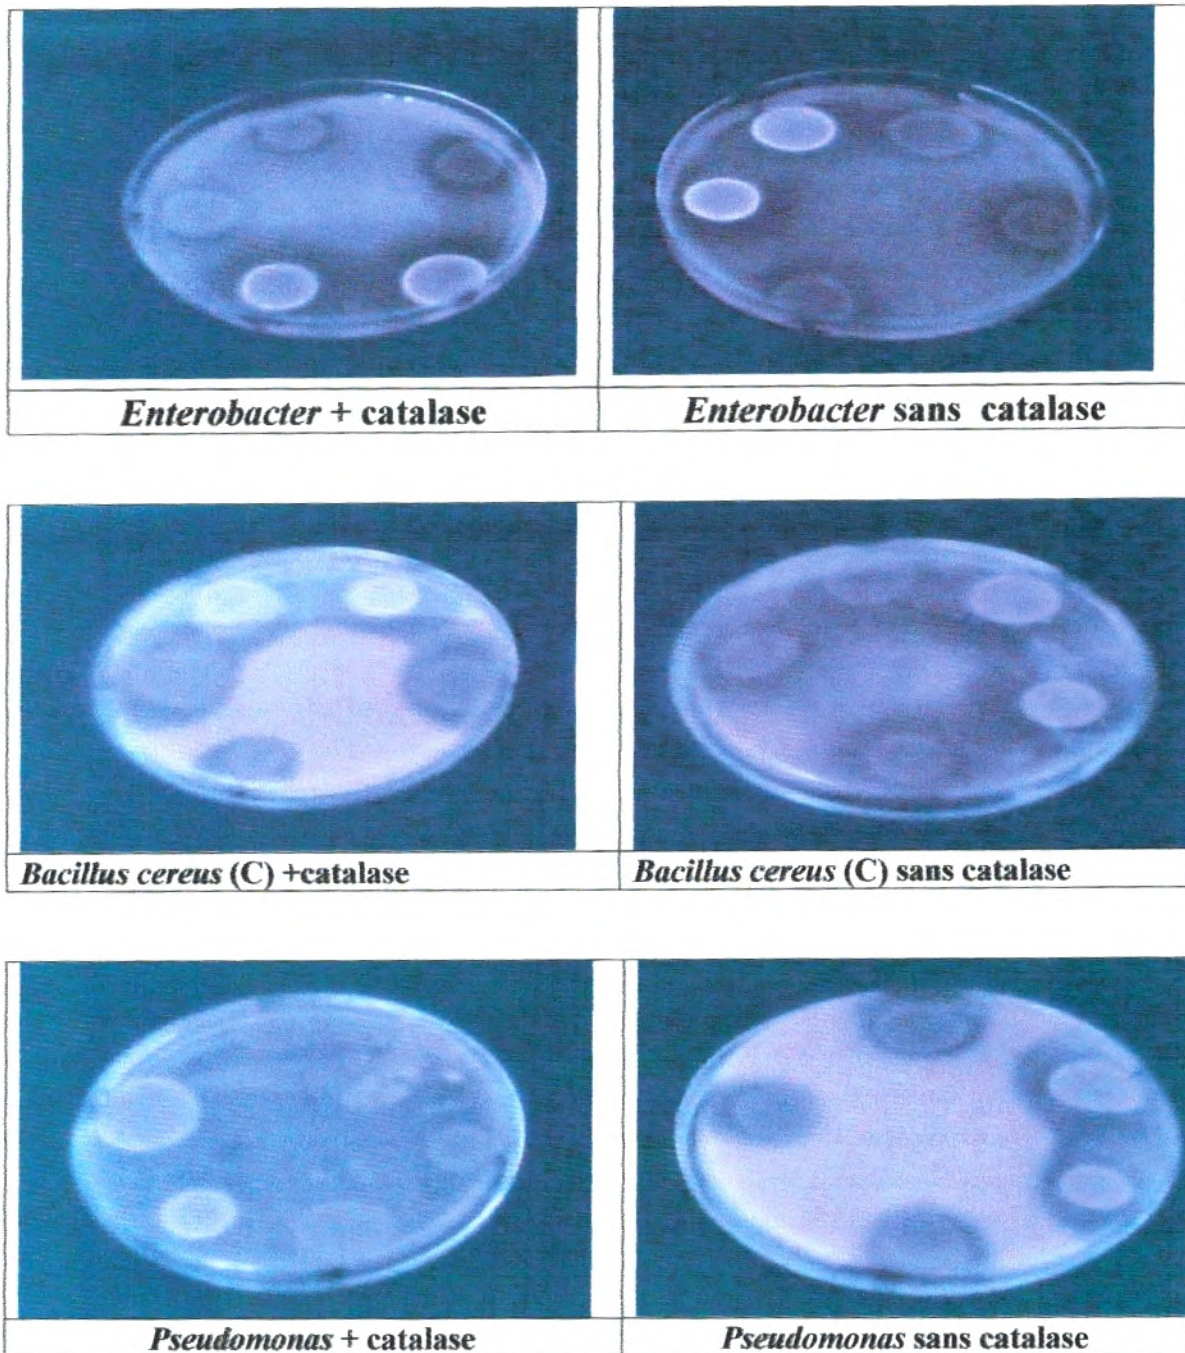 Enterobacter + catalase
Enterobacter sans catalase
Bacillus cereus (C) +catalase
Bacillus cereus (C) sans catalase
Pseudomonas + catalase
Pseudomonas sans catalase